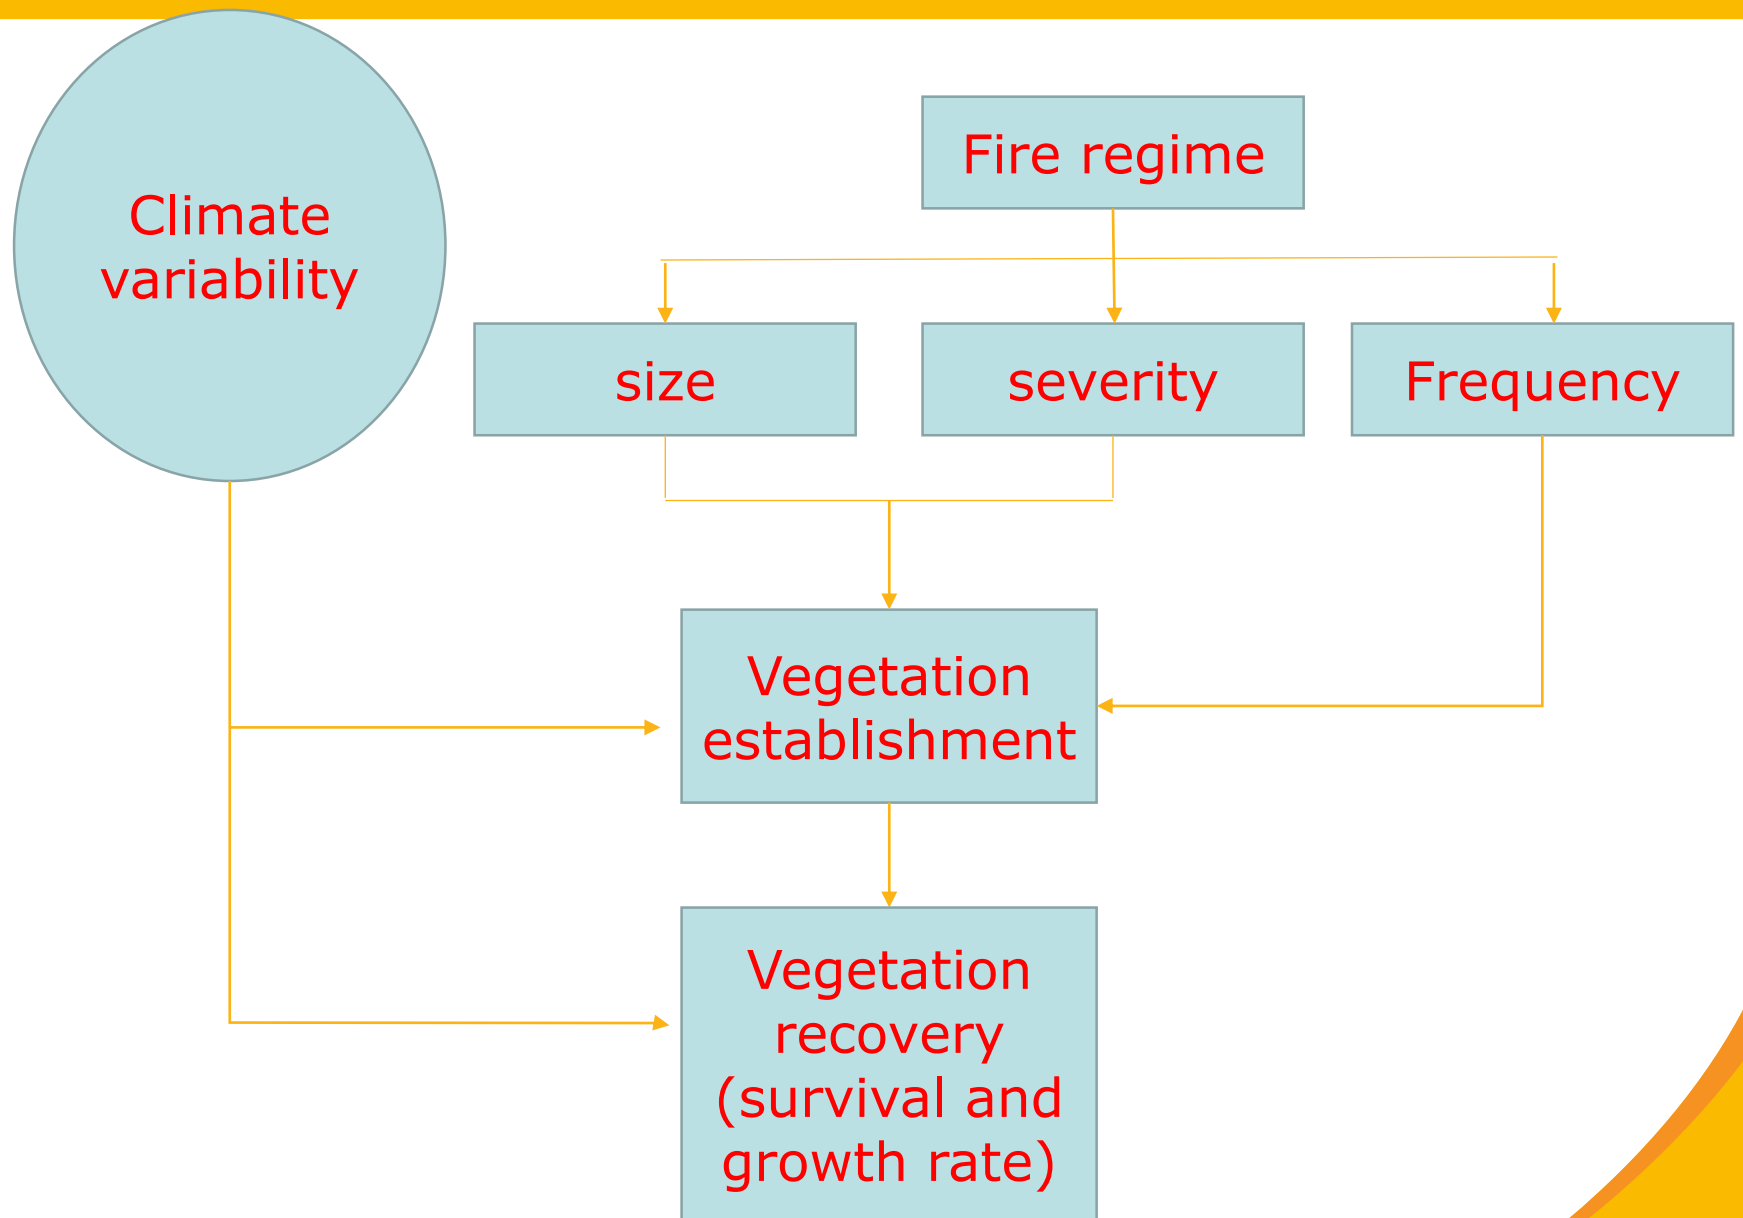 Climate
variability
Fire regime
size
severity
Frequency
Vegetation
establishment
Vegetation
recovery
(survival and
growth rate)